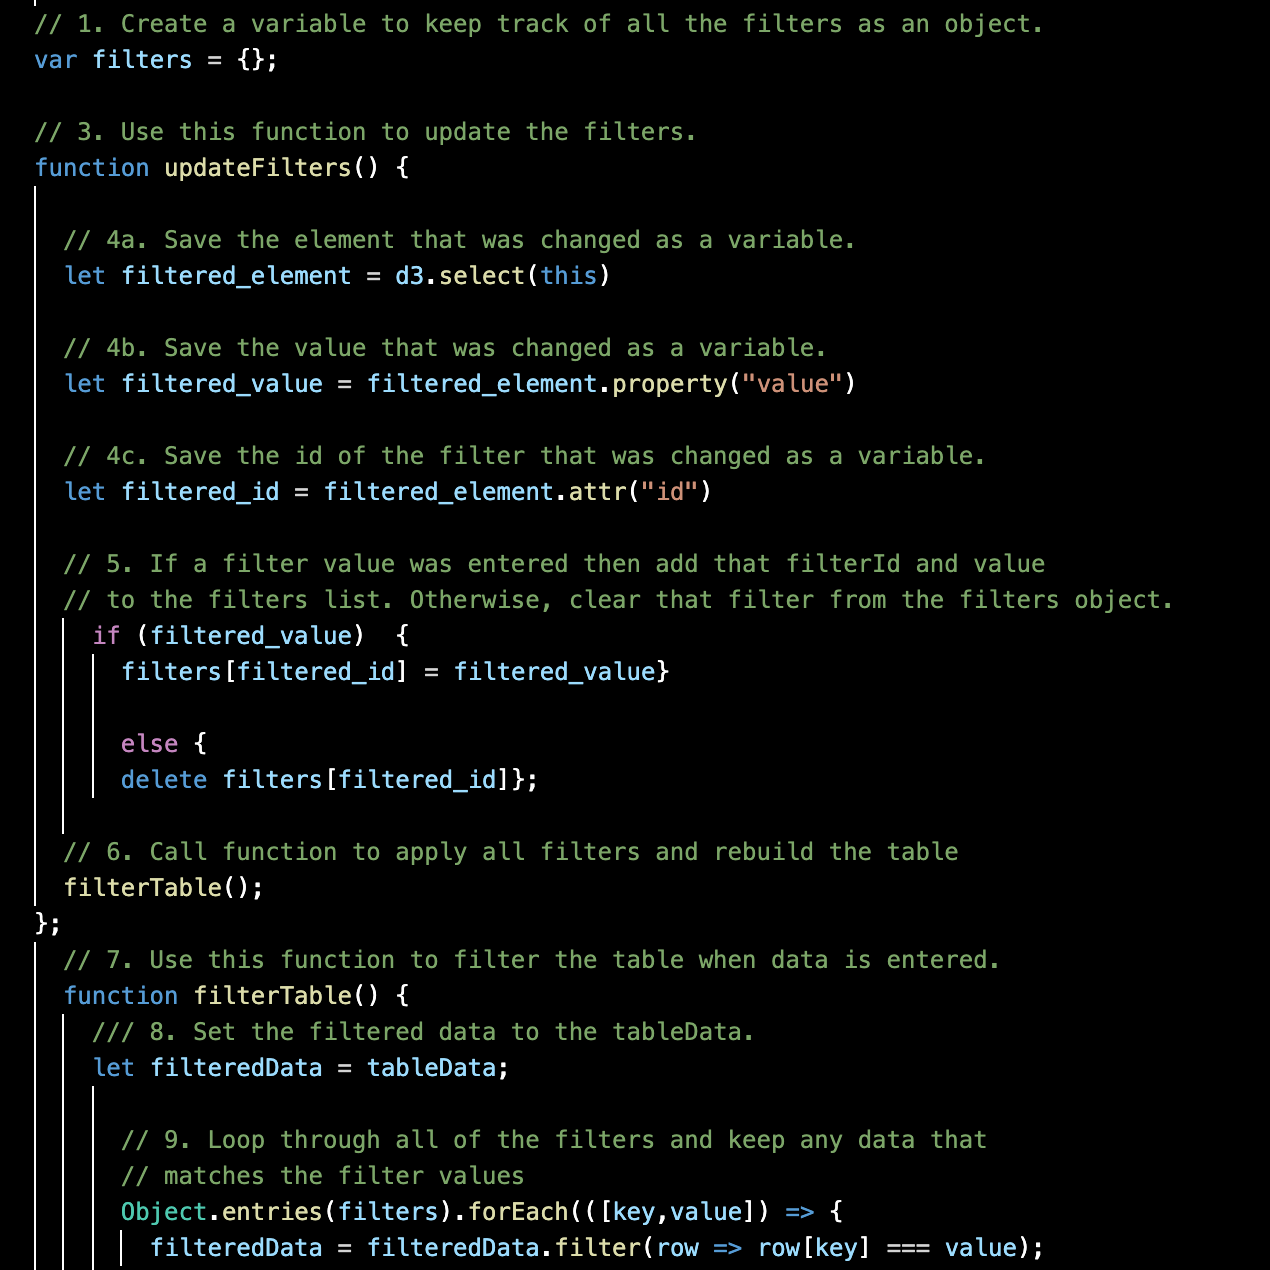 // 1. Create a variable to keep track of all the filters as an object.
var filters = {};
// 3. Use this function to update the filters.
function updateFilters() {
// 4a. Save the element that was changed as a variable.
let filtered_element = d3.select(this)
// 4b. Save the value that was changed as a variable.
let filtered_value = filtered_element.property("value")
// 4c. Save the id of the filter that was changed as a variable.
let filtered_id = filtered_element.attr("id")
// 5. If a filter value was entered then add that filterId and value
// to the filters list. Otherwise, clear that filter from the filters object.
if (filtered_value)  {
filters[filtered_id] = filtered_value}
else {
delete filters[filtered_id]};
// 6. Call function to apply all filters and rebuild the table
filterTable();
};
// 7. Use this function to filter the table when data is entered.
function filterTable() {
/// 8. Set the filtered data to the tableData.
let filteredData = tableData;
// 9. Loop through all of the filters and keep any data that
// matches the filter values
Object.entries(filters).forEach(([key,value]) => {
filteredData = filteredData.filter(row => row[key] === value);